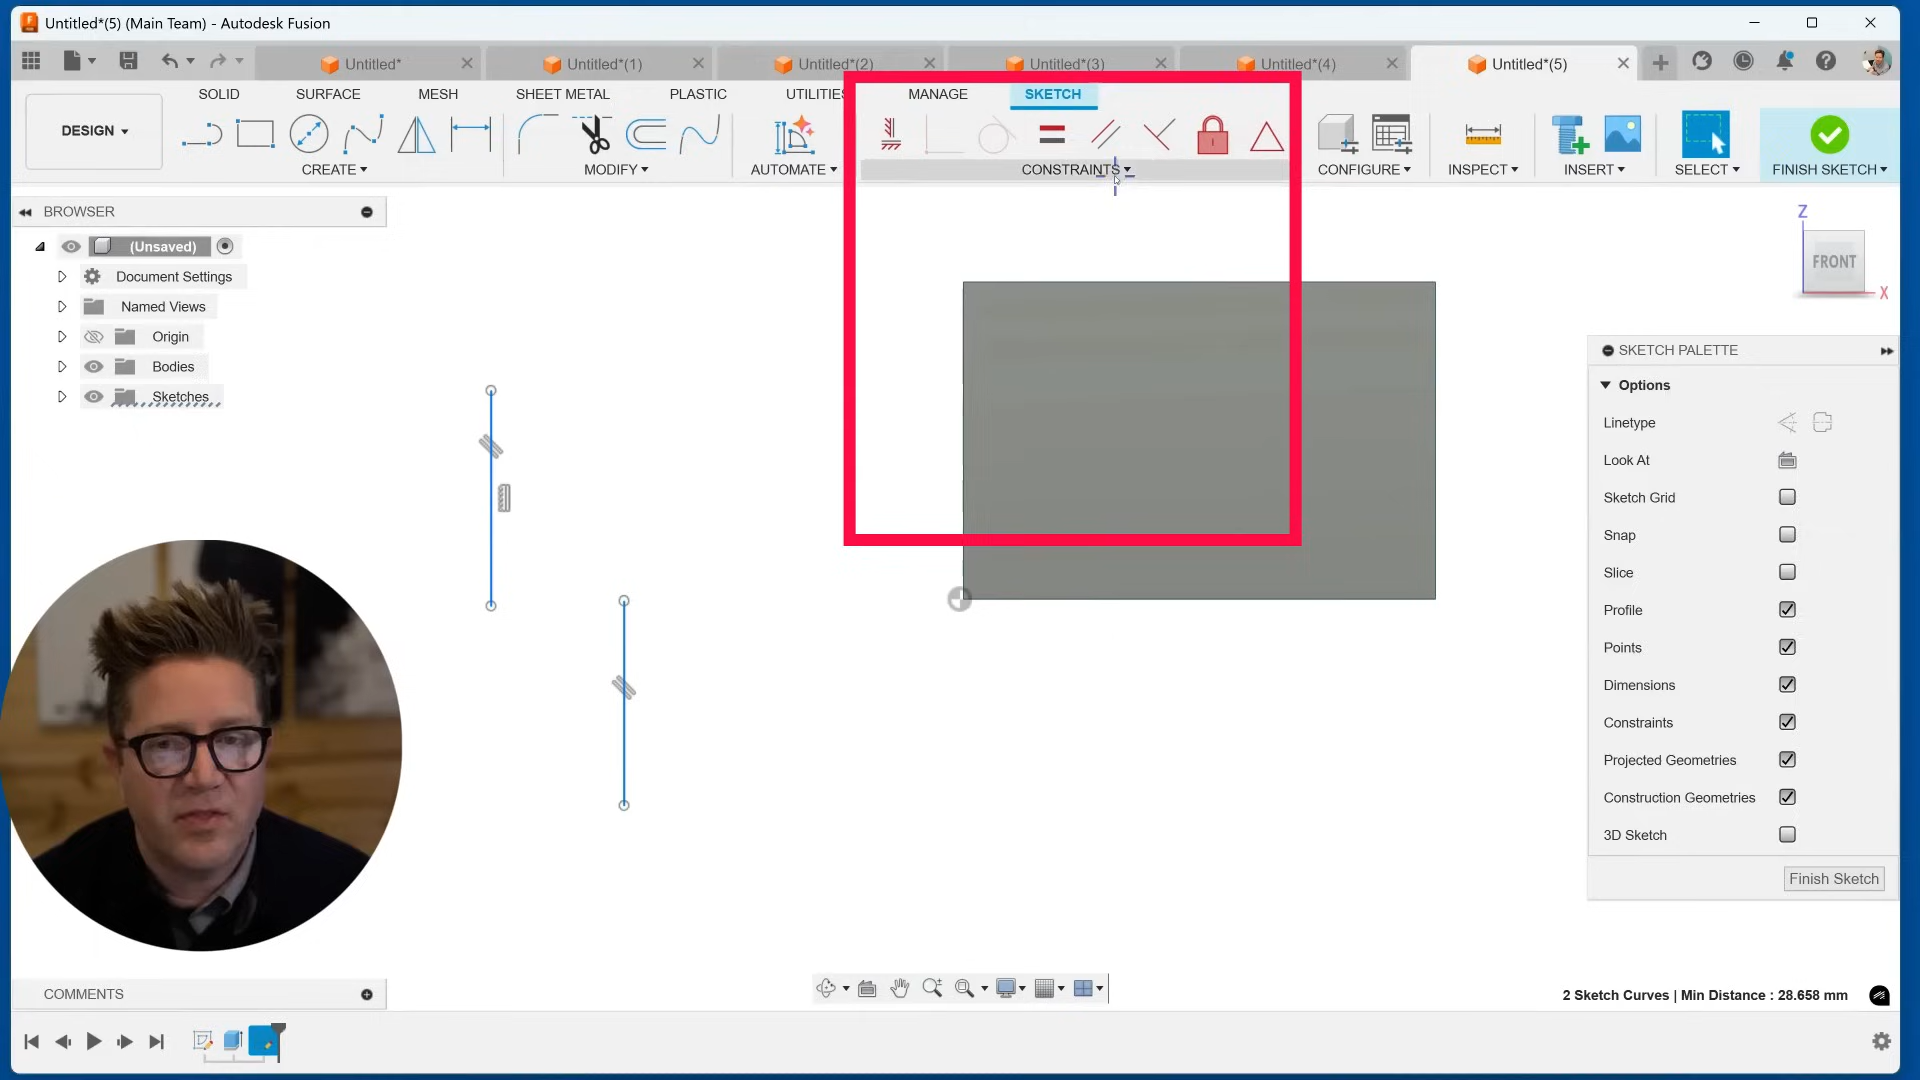 Untitled*(5) (Main Team) - Autodesk Fusion
Untitled* Untitled*(1) Untitled*(2) Untitled*(3) Untitled*(4) Untitled*(5)
SOLID SURFACE MESH SHEET METAL PLASTIC UTILITIES MANAGE SKETCH
DESIGN
CREATE MODIFY AUTOMATE CONSTRAINTS CONFIGURE INSPECT INSERT SELECT FINISH SKETCH
BROWSER
(Unsaved)
Document Settings
Named Views
Origin
Bodies
Sketches
Z
FRONT
X
SKETCH PALETTE
Options
Linetype
Look At
Sketch Grid
Snap
Slice
Profile
Points
Dimensions
Constraints
Projected Geometries
Construction Geometries
3D Sketch
Finish Sketch
COMMENTS
2 Sketch Curves | Min Distance : 28.658 mm